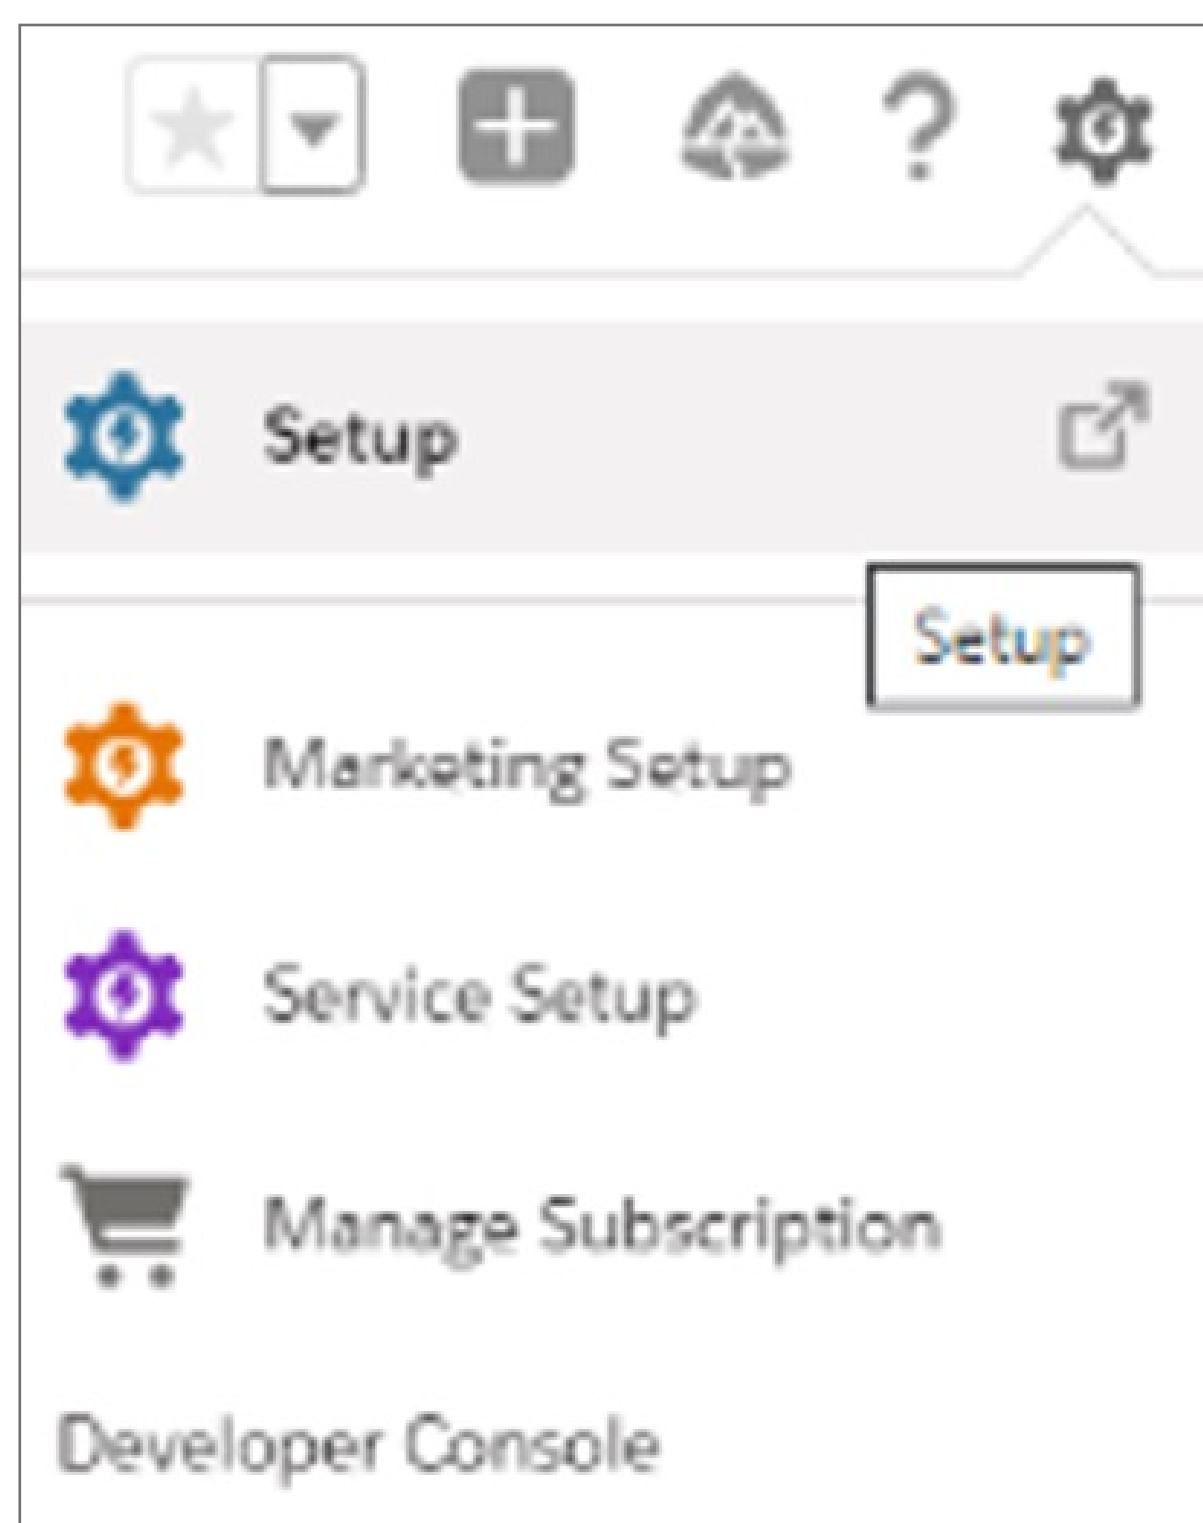 Setup
Setup
Marketing Setup
Service Setup
Manage Subscription
Developer Console